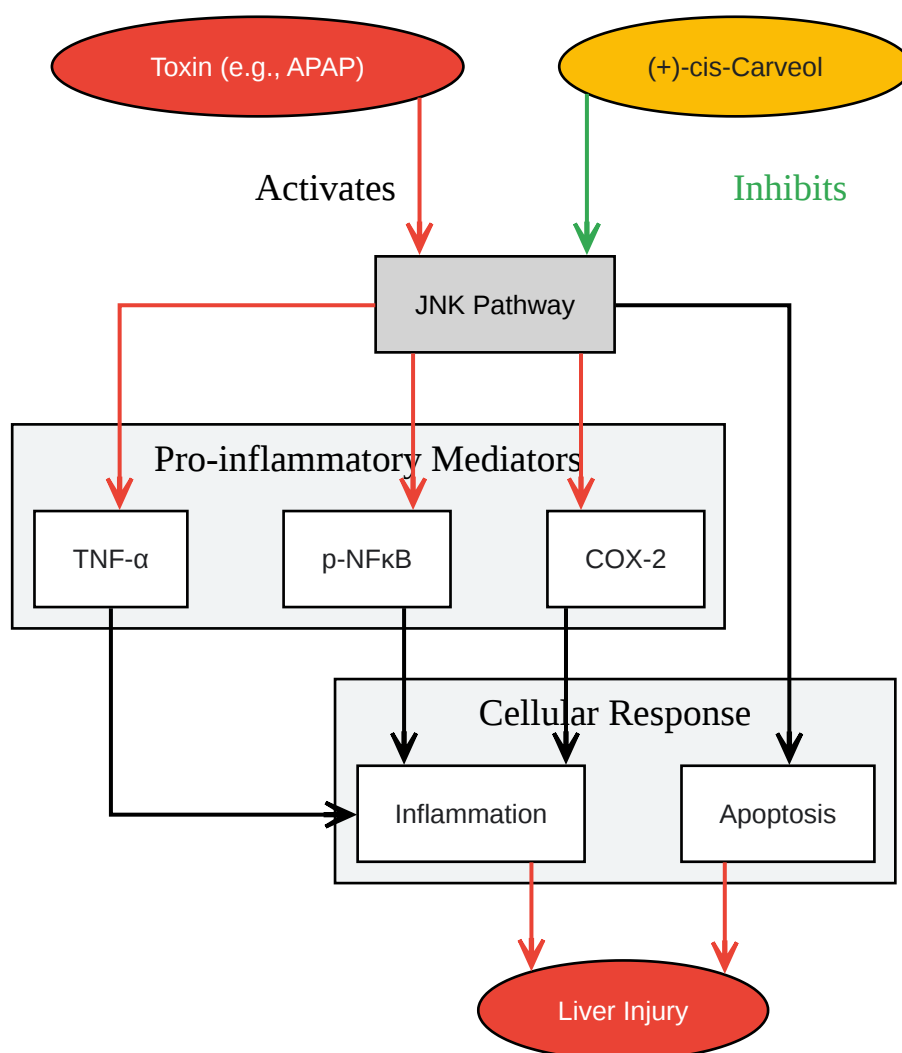 Toxin (e.g., APAP)
(+)-cis-Carveol
Activates
Inhibits
JNK Pathway
Pro-inflammatory Mediators
TNF-α
p-NFκB
COX-2
Cellular Response
Inflammation
Apoptosis
Liver Injury